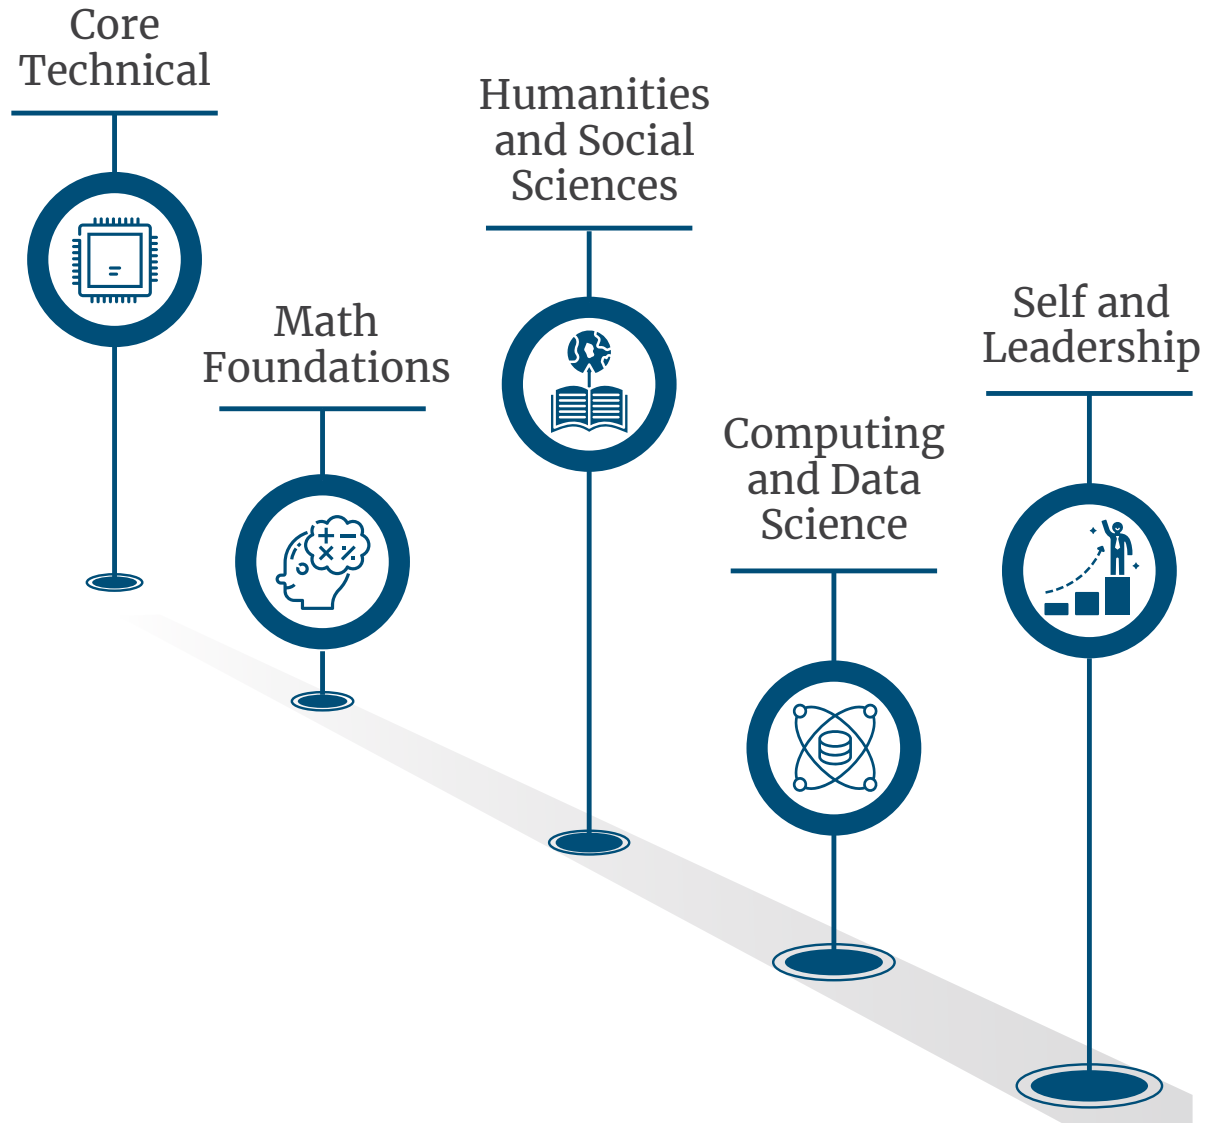 Core
Technical
Math
Foundations
Humanities
and Social
Sciences
Computing
and Data
Science
Self and
Leadership